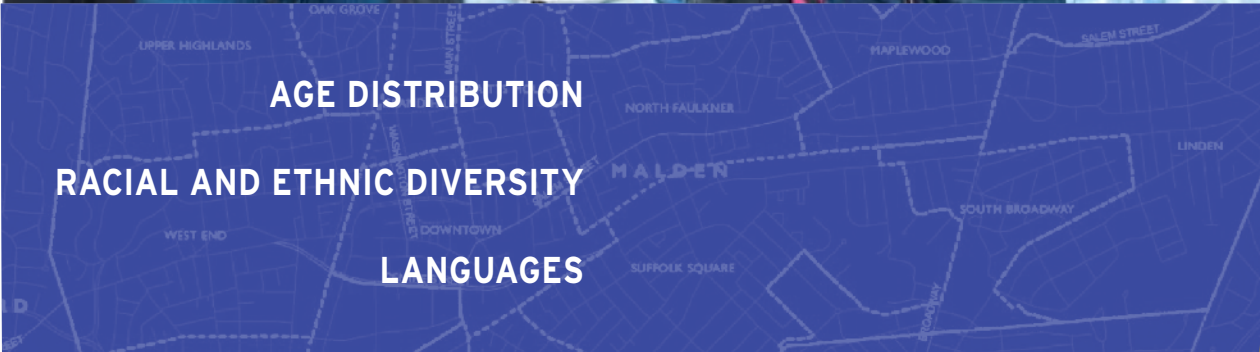 OAK GROVE
UPPER HIGHLANDS
MAIN STREET
MAPLEWOOD
SALEM STREET
AGE DISTRIBUTION
NORTH FAULKNER
LINDEN
WASHINGTON STREET
MALDEN
RACIAL AND ETHNIC DIVERSITY
SOUTH BROADWAY
WEST END
DOWNTOWN
SUFFOLK SQUARE
LANGUAGES
BROADWAY